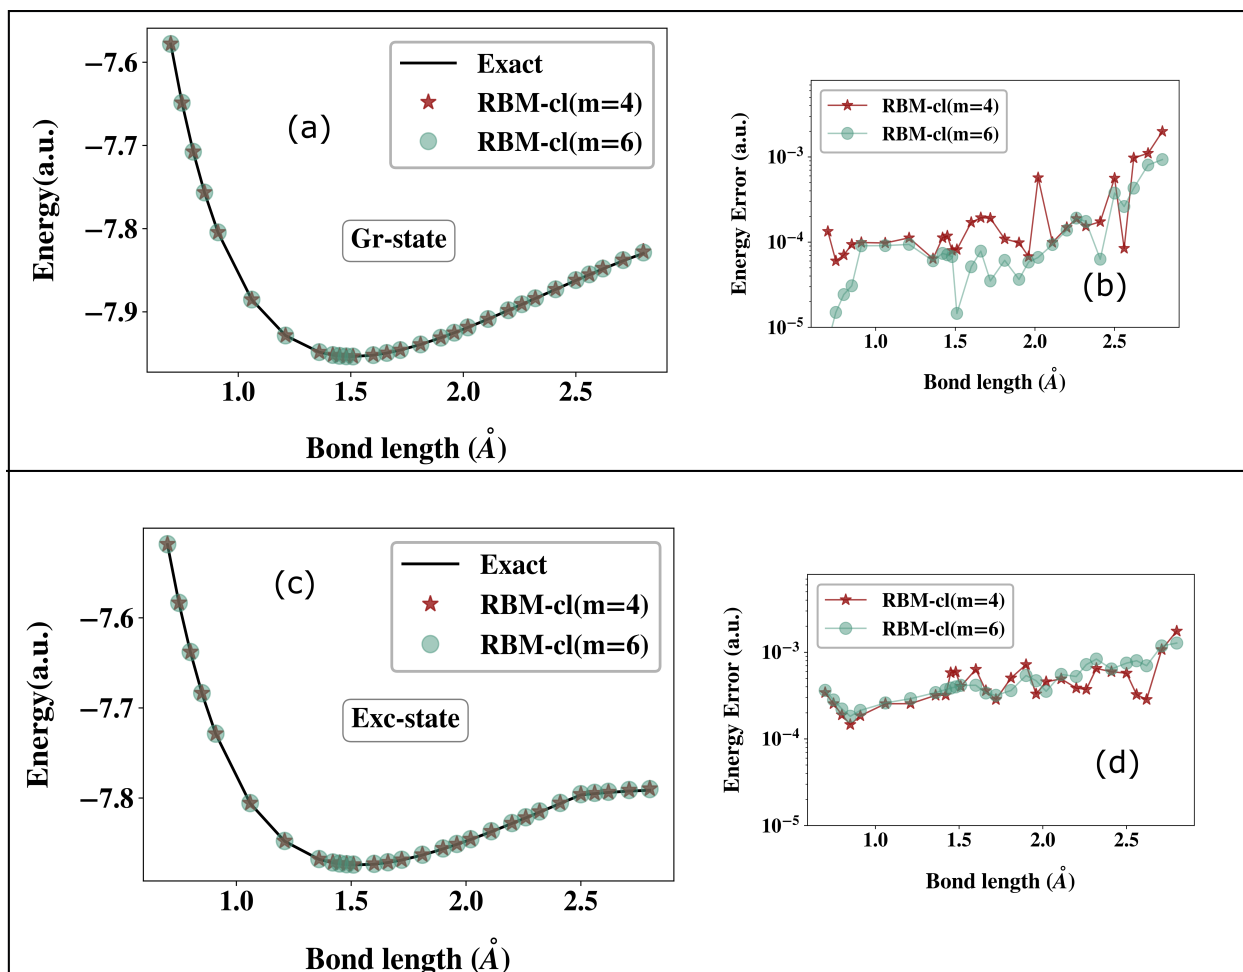 Exact
RBM-cl(m=4)
RBM-cl(m=6)
(a)
Gr-state
−7.6
−7.7
−7.8
−7.9
Energy(a.u.)
1.0 1.5 2.0 2.5
Bond length (Å)
RBM-cl(m=4)
RBM-cl(m=6)
(b)
10⁻³
10⁻⁴
10⁻⁵
Energy Error (a.u.)
1.0 1.5 2.0 2.5
Bond length (Å)
Exact
RBM-cl(m=4)
RBM-cl(m=6)
(c)
Exc-state
−7.6
−7.7
−7.8
Energy(a.u.)
1.0 1.5 2.0 2.5
Bond length (Å)
RBM-cl(m=4)
RBM-cl(m=6)
(d)
10⁻³
10⁻⁴
10⁻⁵
Energy Error (a.u.)
1.0 1.5 2.0 2.5
Bond length (Å)